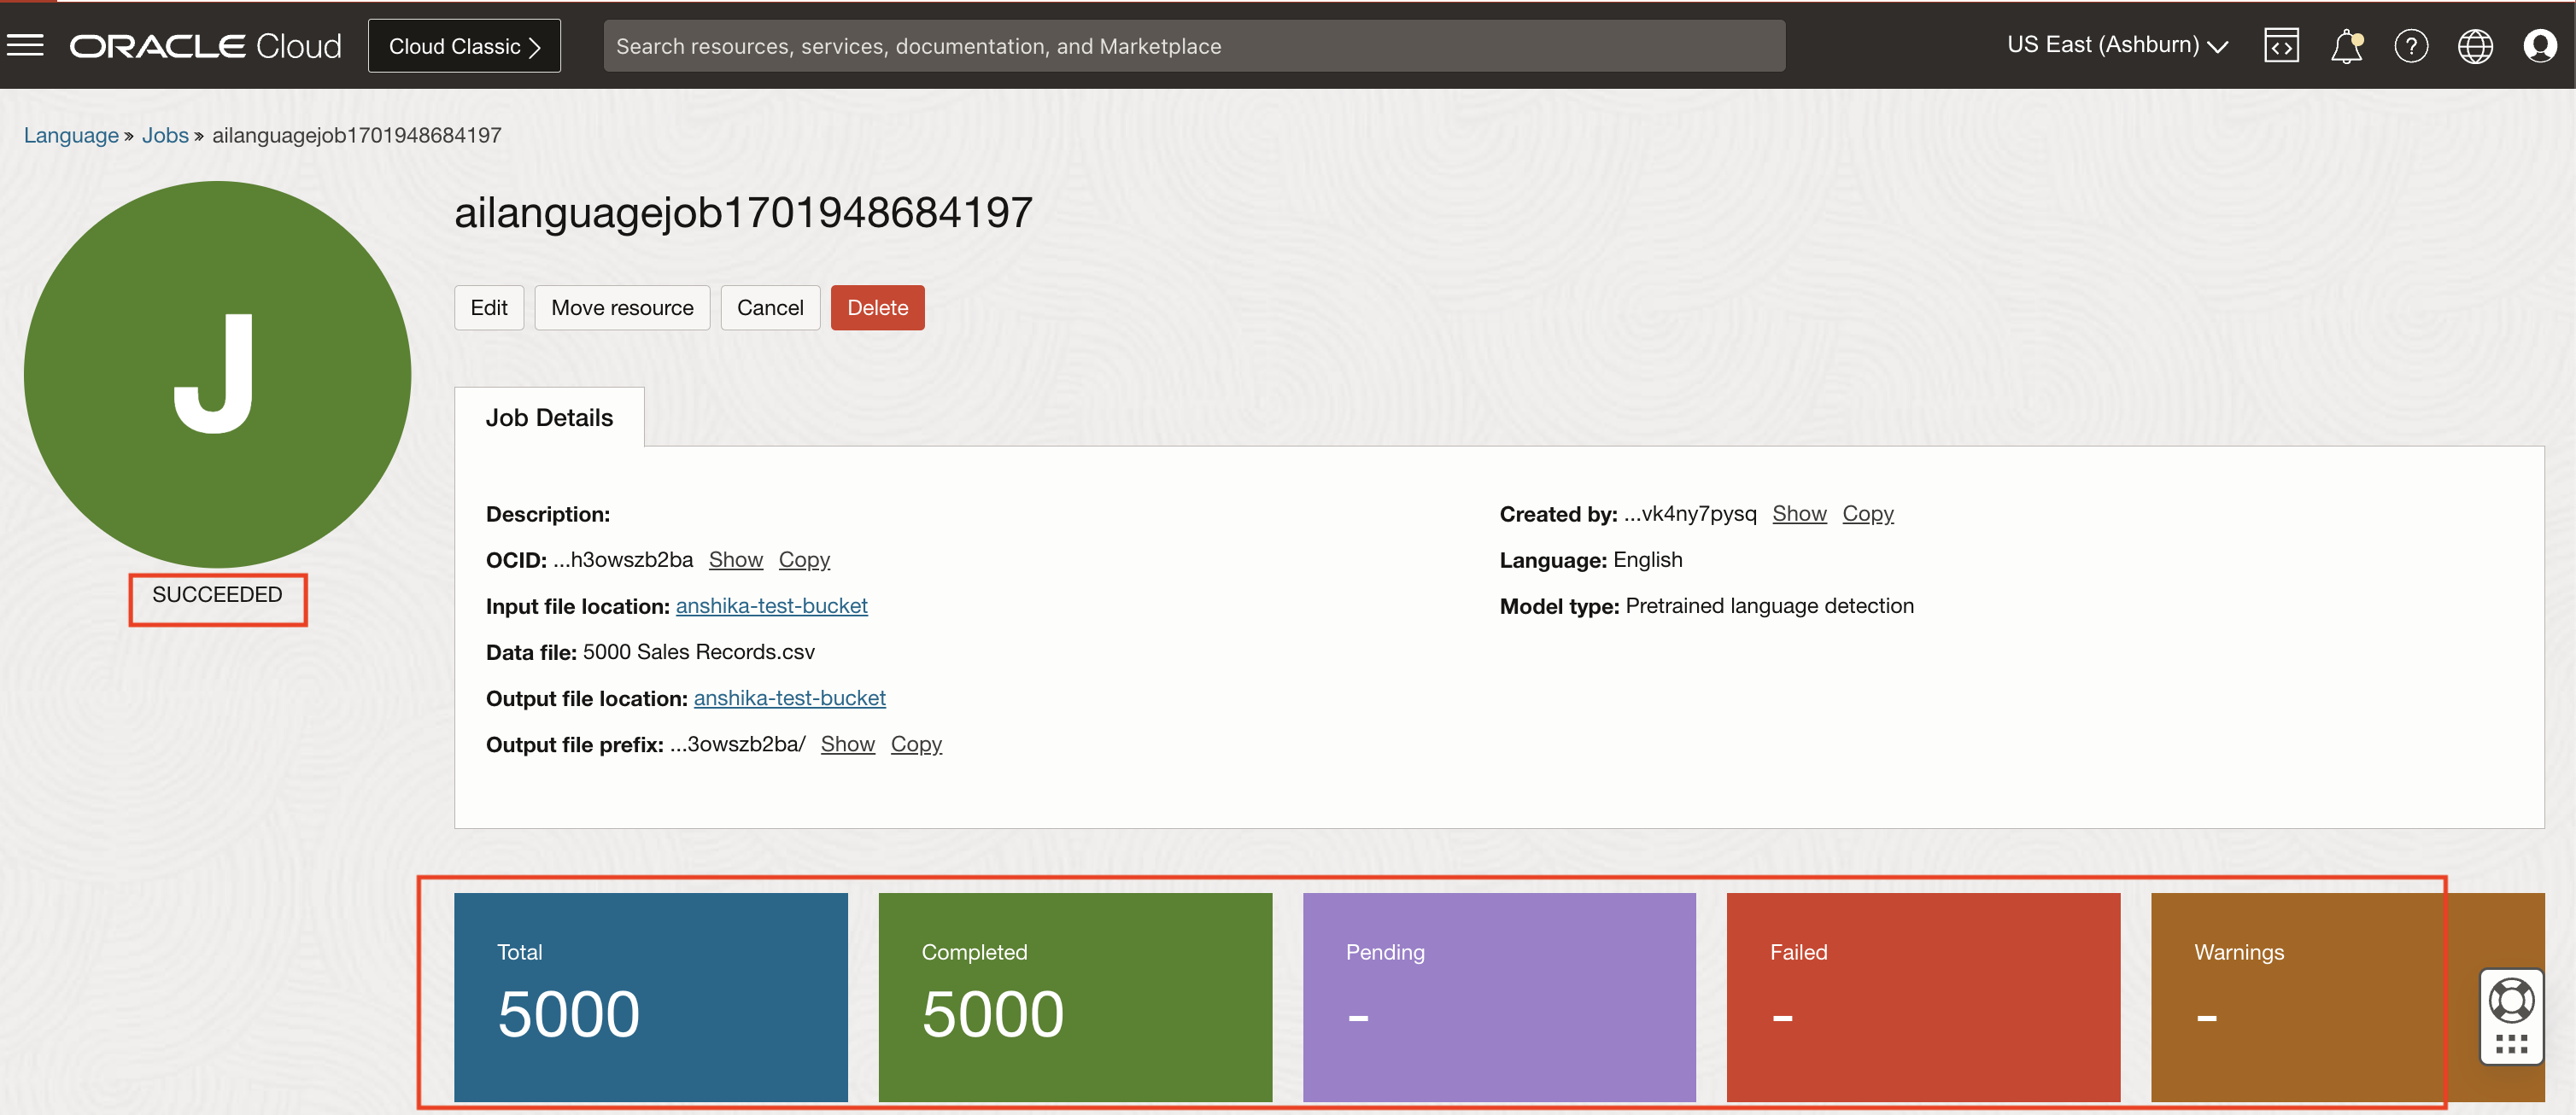 ORACLE Cloud
Cloud Classic
Search resources, services, documentation, and Marketplace
US East (Ashburn)
Language » Jobs » ailanguagejob1701948684197
J
SUCCEEDED
ailanguagejob1701948684197
Edit
Move resource
Cancel
Delete
Job Details
Description:
OCID: ...h3owszb2ba Show Copy
Input file location: anshika-test-bucket
Data file: 5000 Sales Records.csv
Output file location: anshika-test-bucket
Output file prefix: ...3owszb2ba/ Show Copy
Created by: ...vk4ny7pysq Show Copy
Language: English
Model type: Pretrained language detection
Total
5000
Completed
5000
Pending
-
Failed
-
Warnings
-